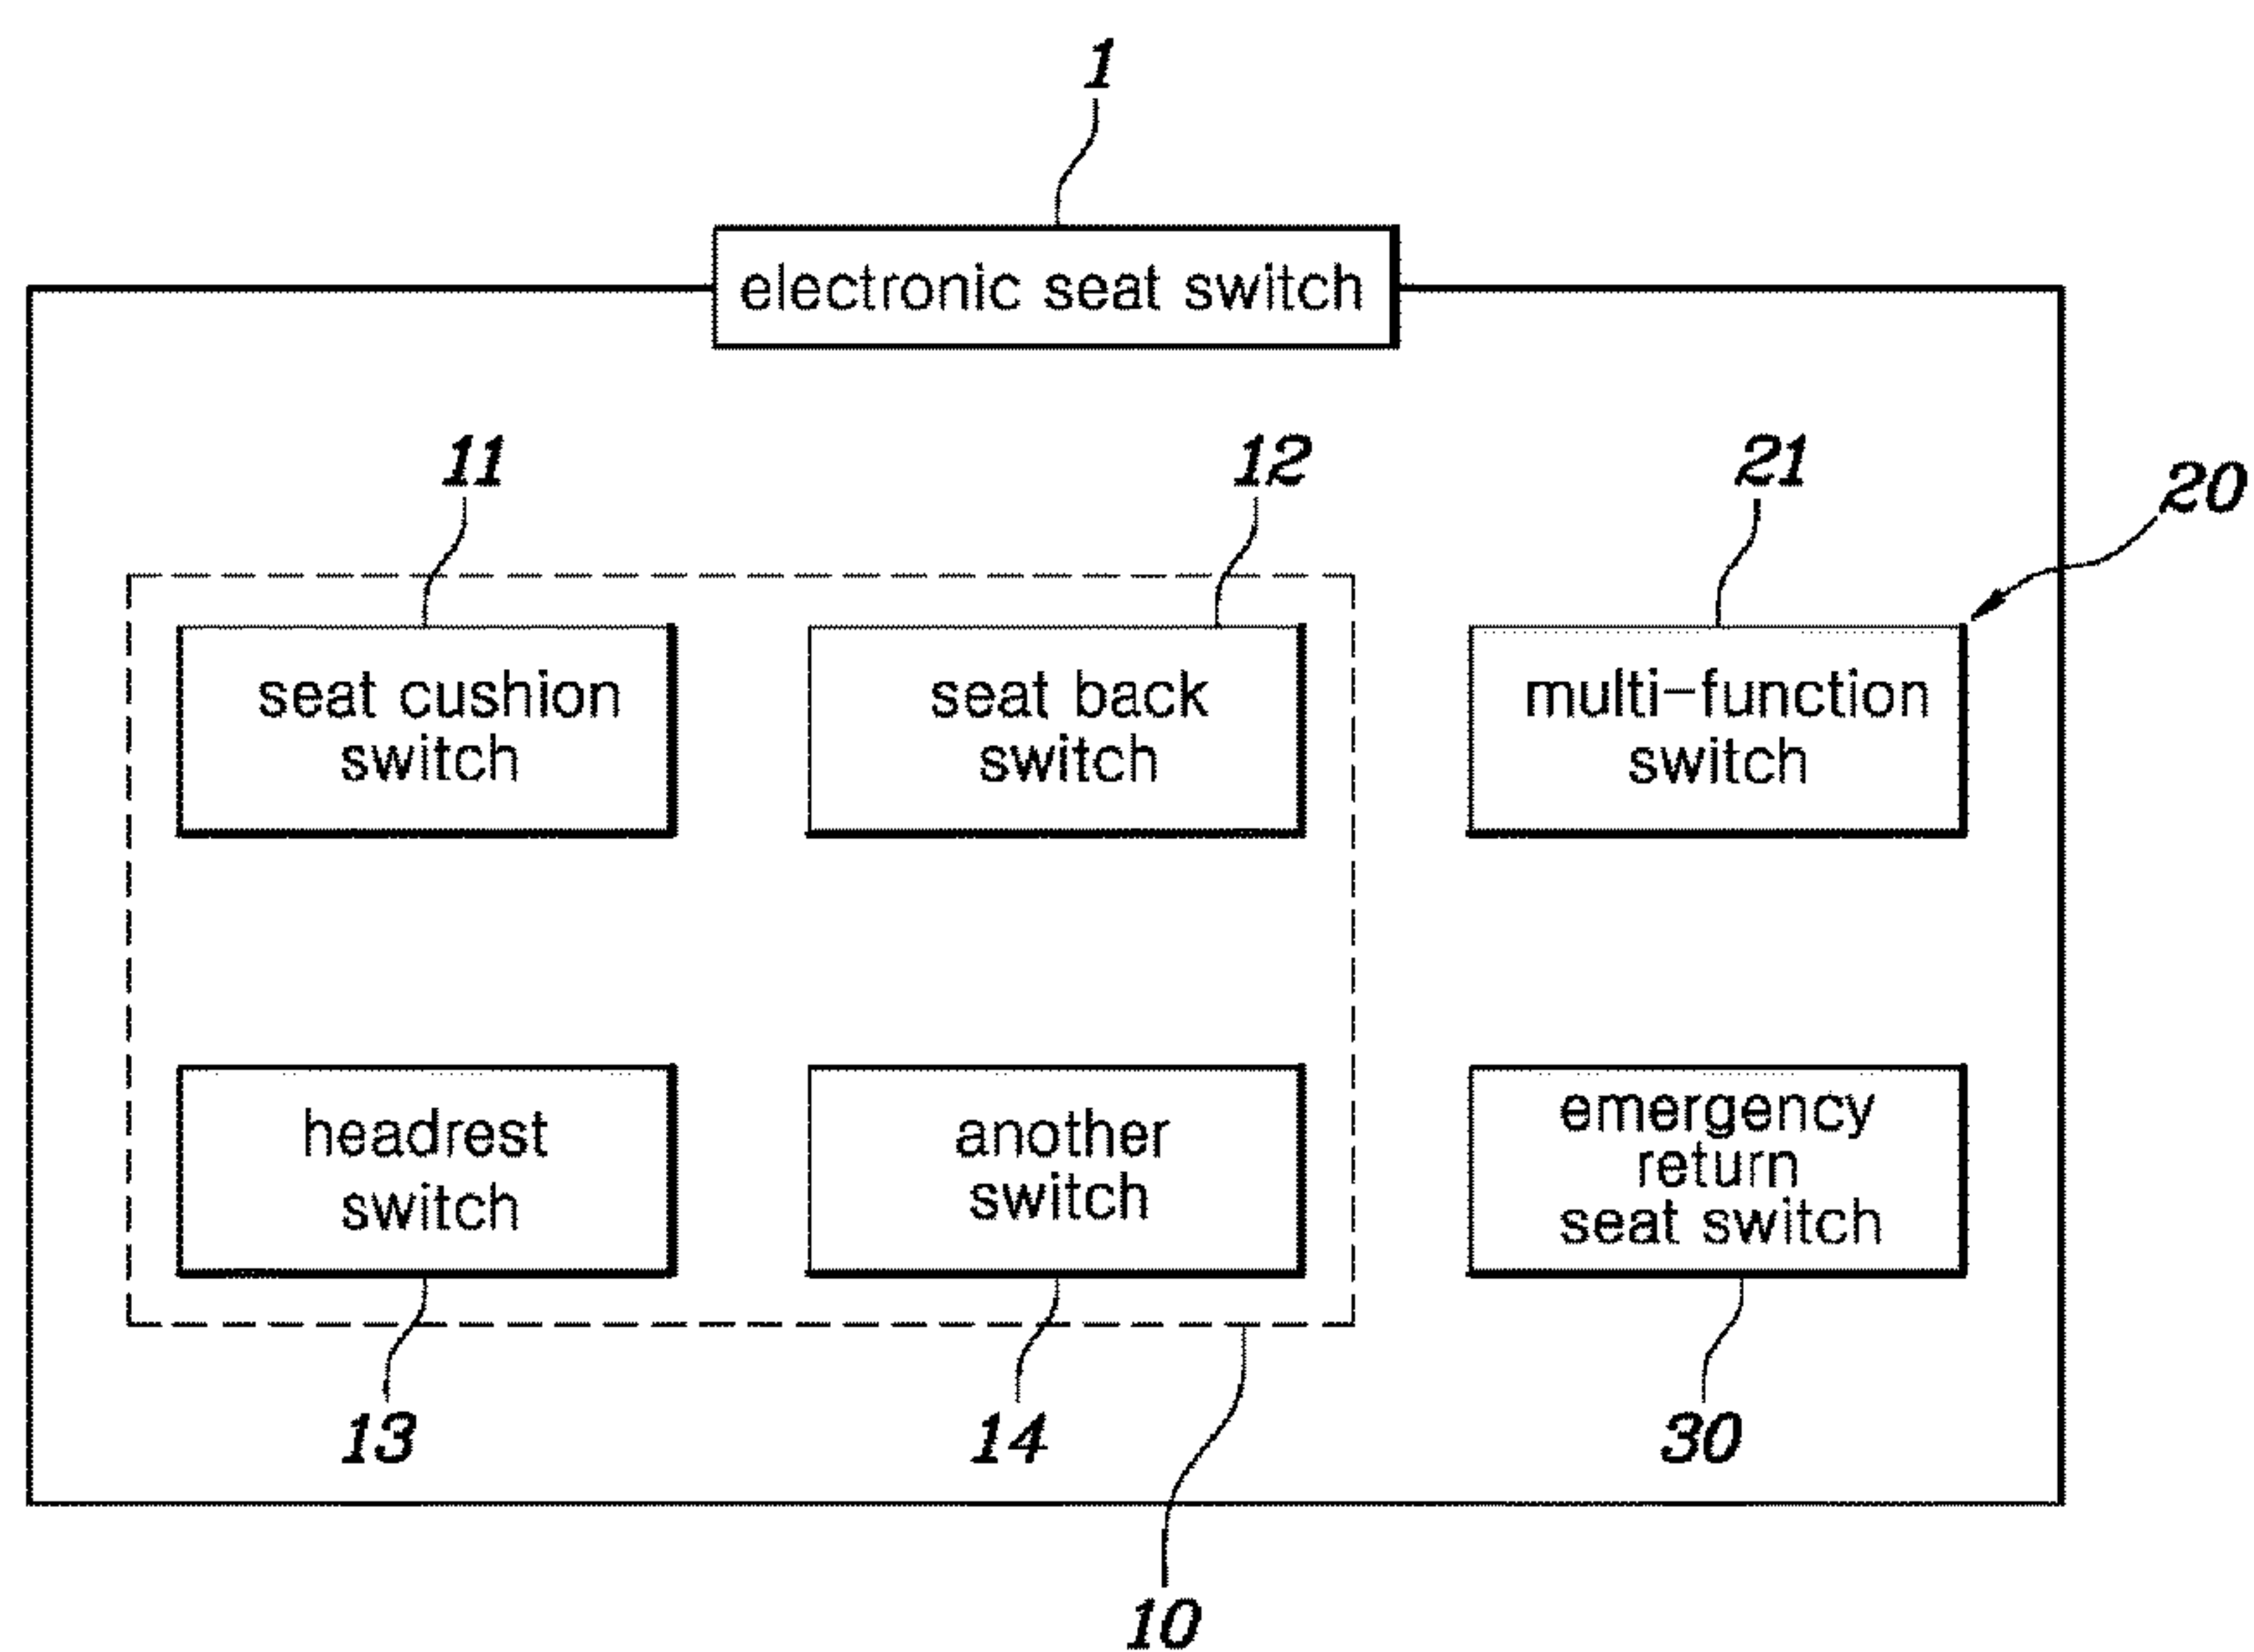 1
electronic seat switch
11
12
21
20
seat cushion
switch
seat back
switch
multi-function
switch
headrest
switch
another
switch
emergency
return
seat switch
13
14
30
10